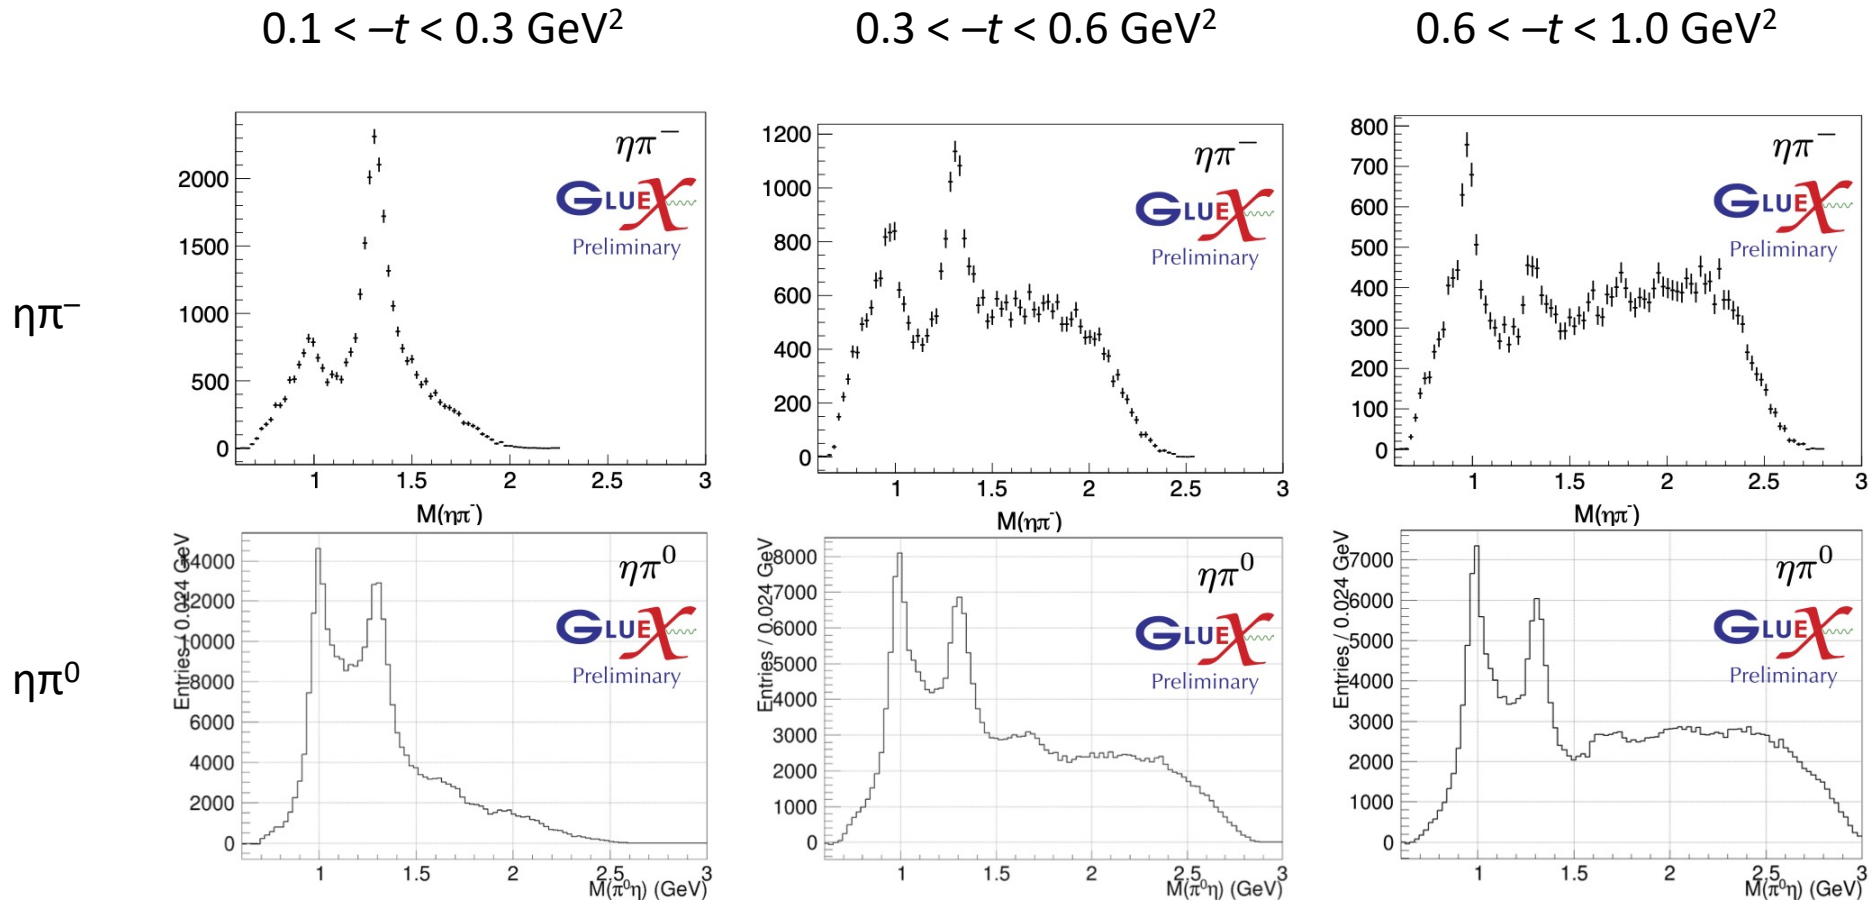 0.1 < –t < 0.3 GeV²
0.3 < –t < 0.6 GeV²
0.6 < –t < 1.0 GeV²
ηπ⁻
2000
1500
1000
500
0
1
1.5
2
2.5
3
M(ηπ⁻)
ηπ⁻
GLUEX
Preliminary
1200
1000
800
600
400
200
0
1
1.5
2
2.5
3
M(ηπ⁻)
ηπ⁻
GLUEX
Preliminary
800
700
600
500
400
300
200
100
0
1
1.5
2
2.5
3
M(ηπ⁻)
ηπ⁻
GLUEX
Preliminary
ηπ⁰
Entries / 0.024 GeV
14000
12000
10000
8000
6000
4000
2000
0
1
1.5
2
2.5
3
M(π⁰η) (GeV)
ηπ⁰
GLUEX
Preliminary
Entries / 0.024 GeV
8000
7000
6000
5000
4000
3000
2000
1000
0
1
1.5
2
2.5
3
M(π⁰η) (GeV)
ηπ⁰
GLUEX
Preliminary
Entries / 0.024 GeV
7000
6000
5000
4000
3000
2000
1000
0
1
1.5
2
2.5
3
M(π⁰η) (GeV)
ηπ⁰
GLUEX
Preliminary